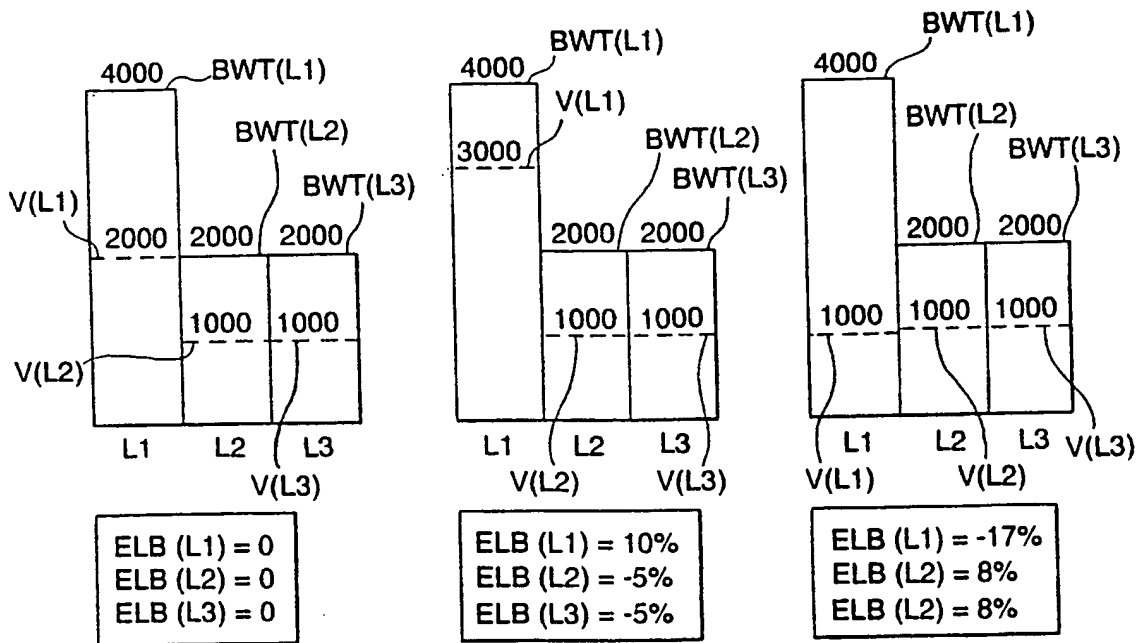 4000
BWT(L1)
BWT(L2)
BWT(L3)
V(L1)
2000
2000
2000
1000
1000
V(L2)
L1
L2
L3
V(L3)
ELB (L1) = 0
ELB (L2) = 0
ELB (L3) = 0
4000
BWT(L1)
V(L1)
3000
BWT(L2)
BWT(L3)
2000
2000
1000
1000
L1
L2
L3
V(L2)
V(L3)
ELB (L1) = 10%
ELB (L2) = -5%
ELB (L3) = -5%
4000
BWT(L1)
BWT(L2)
BWT(L3)
2000
2000
1000
1000
1000
L1
L2
L3
V(L3)
V(L1)
V(L2)
ELB (L1) = -17%
ELB (L2) = 8%
ELB (L2) = 8%